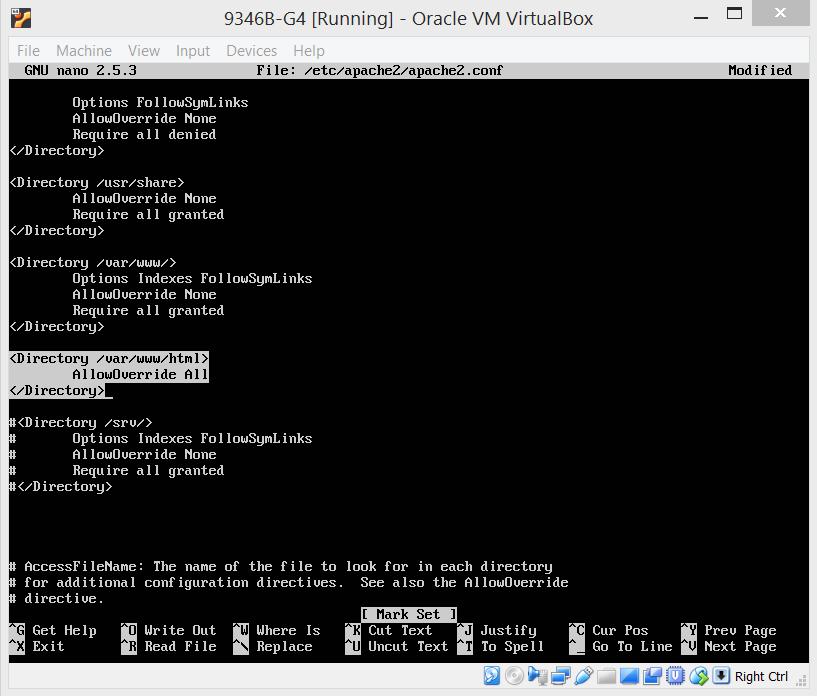 9346B-G4 [Running] - Oracle VM VirtualBox
File Machine View Input Devices Help
GNU nano 2.5.3 File: /etc/apache2/apache2.conf Modified
Options FollowSymLinks
AllowOverride None
Require all denied
</Directory>
<Directory /usr/share>
AllowOverride None
Require all granted
</Directory>
<Directory /var/www/>
Options Indexes FollowSymLinks
AllowOverride None
Require all granted
</Directory>
<Directory /var/www/html>
AllowOverride All
</Directory>
#<Directory /srv/>
# Options Indexes FollowSymLinks
# AllowOverride None
# Require all granted
#</Directory>
# AccessFileName: The name of the file to look for in each directory
# for additional configuration directives. See also the AllowOverride
# directive.
[ Mark Set ]
^G Get Help ^O Write Out ^W Where Is ^K Cut Text ^J Justify ^C Cur Pos ^Y Prev Page
^X Exit ^R Read File ^\ Replace ^U Uncut Text ^T To Spell ^_ Go To Line ^V Next Page
Right Ctrl